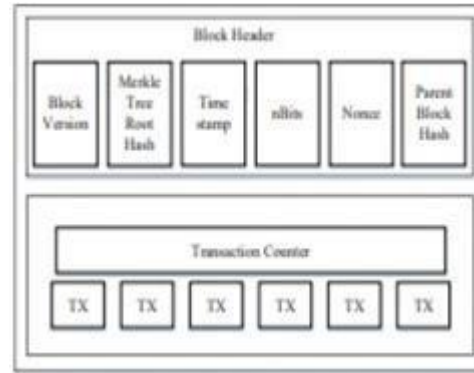 Block Header
Block Version
Merkle Tree Root Hash
Time stamp
nBits
Nonce
Parent Block Hash
Transaction Counter
TX TX TX TX TX TX